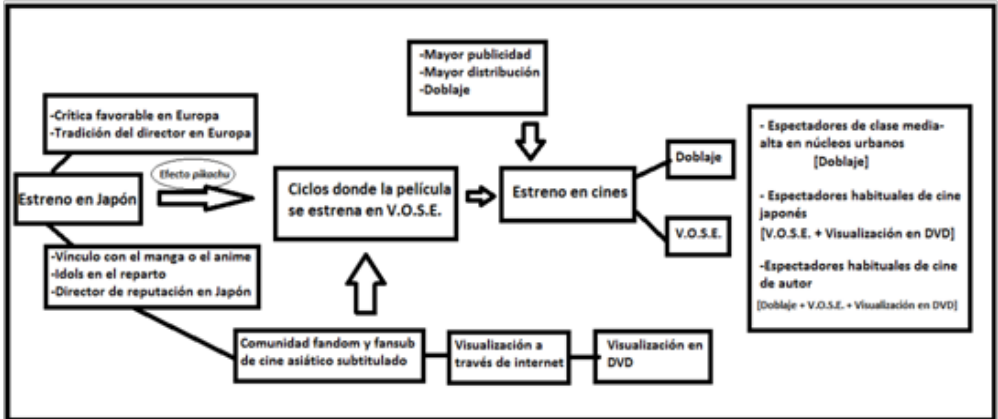 -Mayor publicidad
-Mayor distribución
-Doblaje
-Crítica favorable en Europa
-Tradición del director en Europa
Efecto pikachu
Estreno en Japón
Ciclos donde la película
se estrena en V.O.S.E.
Estreno en cines
Doblaje
V.O.S.E.
-Vínculo con el manga o el anime
-Idols en el reparto
-Director de reputación en Japón
Comunidad fandom y fansub
de cine asiático subtitulado
Visualización a
través de internet
Visualización en
DVD
- Espectadores de clase media-
alta en núcleos urbanos
[Doblaje]
- Espectadores habituales de cine
japonés
[V.O.S.E. + Visualización en DVD]
-Espectadores habituales de cine
de autor
[Doblaje + V.O.S.E. + Visualización en DVD]